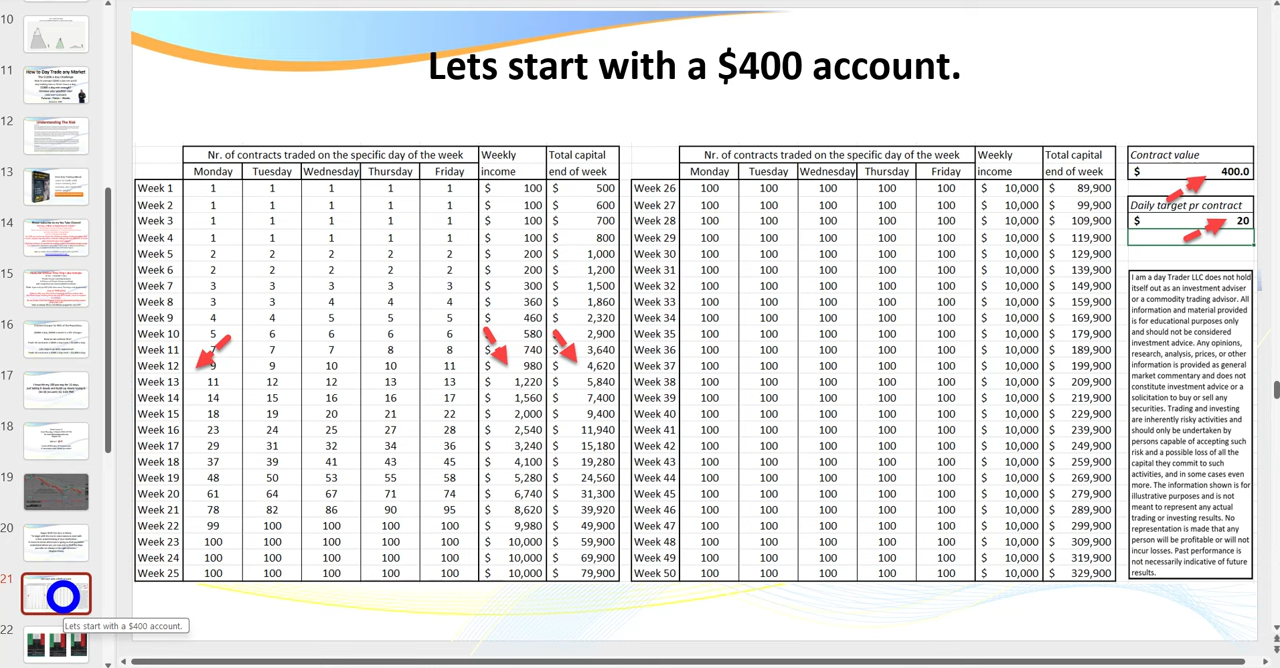 10
11
How to Day Trade any Market
12
Understanding The Risk
13
14
15
16
17
18
19
20
21
22
Lets start with a $400 account.
Lets start with a $400 account.
Nr. of contracts traded on the specific day of the week Weekly Total capital
Monday Tuesday Wednesday Thursday Friday income end of week
Week 1 1 1 1 1 1 $ 100 $ 500
Week 2 1 1 1 1 1 $ 100 $ 600
Week 3 1 1 1 1 1 $ 100 $ 700
Week 4 1 1 1 1 1 $ 100 $ 800
Week 5 2 2 2 2 2 $ 200 $ 1,000
Week 6 2 2 2 2 2 $ 200 $ 1,200
Week 7 3 3 3 3 3 $ 300 $ 1,500
Week 8 3 3 3 4 4 $ 360 $ 1,860
Week 9 4 4 5 5 5 $ 460 $ 2,320
Week 10 5 6 6 6 6 $ 580 $ 2,900
Week 11 7 7 8 8 $ 740 $ 3,640
Week 12 9 9 10 10 11 $ 980 $ 4,620
Week 13 11 12 12 13 13 $ 1,220 $ 5,840
Week 14 14 15 16 16 17 $ 1,560 $ 7,400
Week 15 18 19 20 21 22 $ 2,000 $ 9,400
Week 16 23 24 25 27 28 $ 2,540 $ 11,940
Week 17 29 31 32 34 36 $ 3,240 $ 15,180
Week 18 37 39 41 43 45 $ 4,100 $ 19,280
Week 19 48 50 53 55 58 $ 5,280 $ 24,560
Week 20 61 64 67 71 74 $ 6,740 $ 31,300
Week 21 78 82 86 90 95 $ 8,620 $ 39,920
Week 22 99 100 100 100 100 $ 9,980 $ 49,900
Week 23 100 100 100 100 100 $ 10,000 $ 59,900
Week 24 100 100 100 100 100 $ 10,000 $ 69,900
Week 25 100 100 100 100 100 $ 10,000 $ 79,900
Nr. of contracts traded on the specific day of the week Weekly Total capital
Monday Tuesday Wednesday Thursday Friday income end of week
Week 26 100 100 100 100 100 $ 10,000 $ 89,900
Week 27 100 100 100 100 100 $ 10,000 $ 99,900
Week 28 100 100 100 100 100 $ 10,000 $ 109,900
Week 29 100 100 100 100 100 $ 10,000 $ 119,900
Week 30 100 100 100 100 100 $ 10,000 $ 129,900
Week 31 100 100 100 100 100 $ 10,000 $ 139,900
Week 32 100 100 100 100 100 $ 10,000 $ 149,900
Week 33 100 100 100 100 100 $ 10,000 $ 159,900
Week 34 100 100 100 100 100 $ 10,000 $ 169,900
Week 35 100 100 100 100 100 $ 10,000 $ 179,900
Week 36 100 100 100 100 100 $ 10,000 $ 189,900
Week 37 100 100 100 100 100 $ 10,000 $ 199,900
Week 38 100 100 100 100 100 $ 10,000 $ 209,900
Week 39 100 100 100 100 100 $ 10,000 $ 219,900
Week 40 100 100 100 100 100 $ 10,000 $ 229,900
Week 41 100 100 100 100 100 $ 10,000 $ 239,900
Week 42 100 100 100 100 100 $ 10,000 $ 249,900
Week 43 100 100 100 100 100 $ 10,000 $ 259,900
Week 44 100 100 100 100 100 $ 10,000 $ 269,900
Week 45 100 100 100 100 100 $ 10,000 $ 279,900
Week 46 100 100 100 100 100 $ 10,000 $ 289,900
Week 47 100 100 100 100 100 $ 10,000 $ 299,900
Week 48 100 100 100 100 100 $ 10,000 $ 309,900
Week 49 100 100 100 100 100 $ 10,000 $ 319,900
Week 50 100 100 100 100 100 $ 10,000 $ 329,900
Contract value
$ 400.0
Daily target pr contract
$ 20
I am a day Trader LLC does not hold
itself out as an investment adviser
or a commodity trading advisor. All
information and material provided
is for educational purposes only
and should not be considered
investment advice. Any opinions,
research, analysis, prices, or other
information is provided as general
market commentary and does not
constitute investment advice or a
solicitation to buy or sell any
securities. Trading and investing
are inherently risky activities and
should only be undertaken by
persons capable of accepting such
risk and a possible loss of all the
capital they commit to such
activities, and in some cases even
more. The information shown is for
illustrative purposes and is not
meant to represent any actual
trading or investing results. No
representation is made that any
person will be profitable or will not
incur losses. Past performance is
not necessarily indicative of future
results.